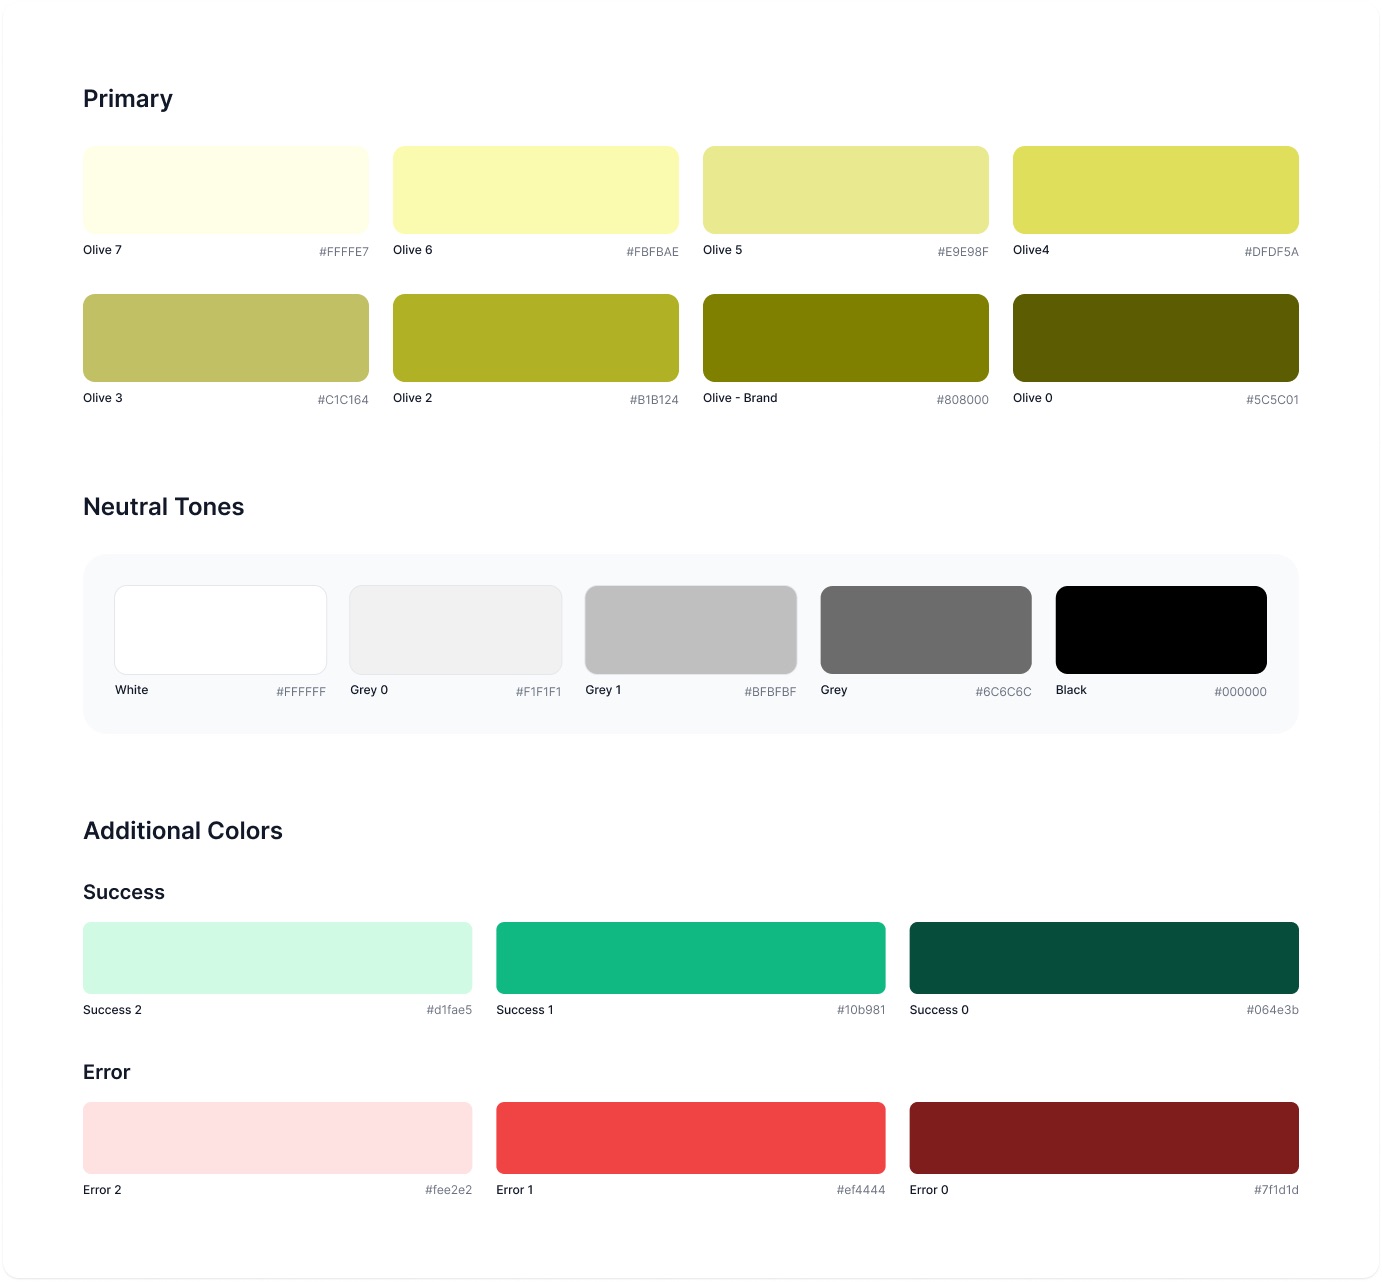 Primary
Olive 7 #FFFFE7 Olive 6 #FBFBAE Olive 5 #E9E98F Olive4 #DFDF5A
Olive 3 #C1C164 Olive 2 #B1B124 Olive - Brand #808000 Olive 0 #5C5C01
Neutral Tones
White #FFFFFF Grey 0 #F1F1F1 Grey 1 #BFBFBF Grey #6C6C6C Black #000000
Additional Colors
Success
Success 2 #d1fae5 Success 1 #10b981 Success 0 #064e3b
Error
Error 2 #fee2e2 Error 1 #ef4444 Error 0 #7f1d1d